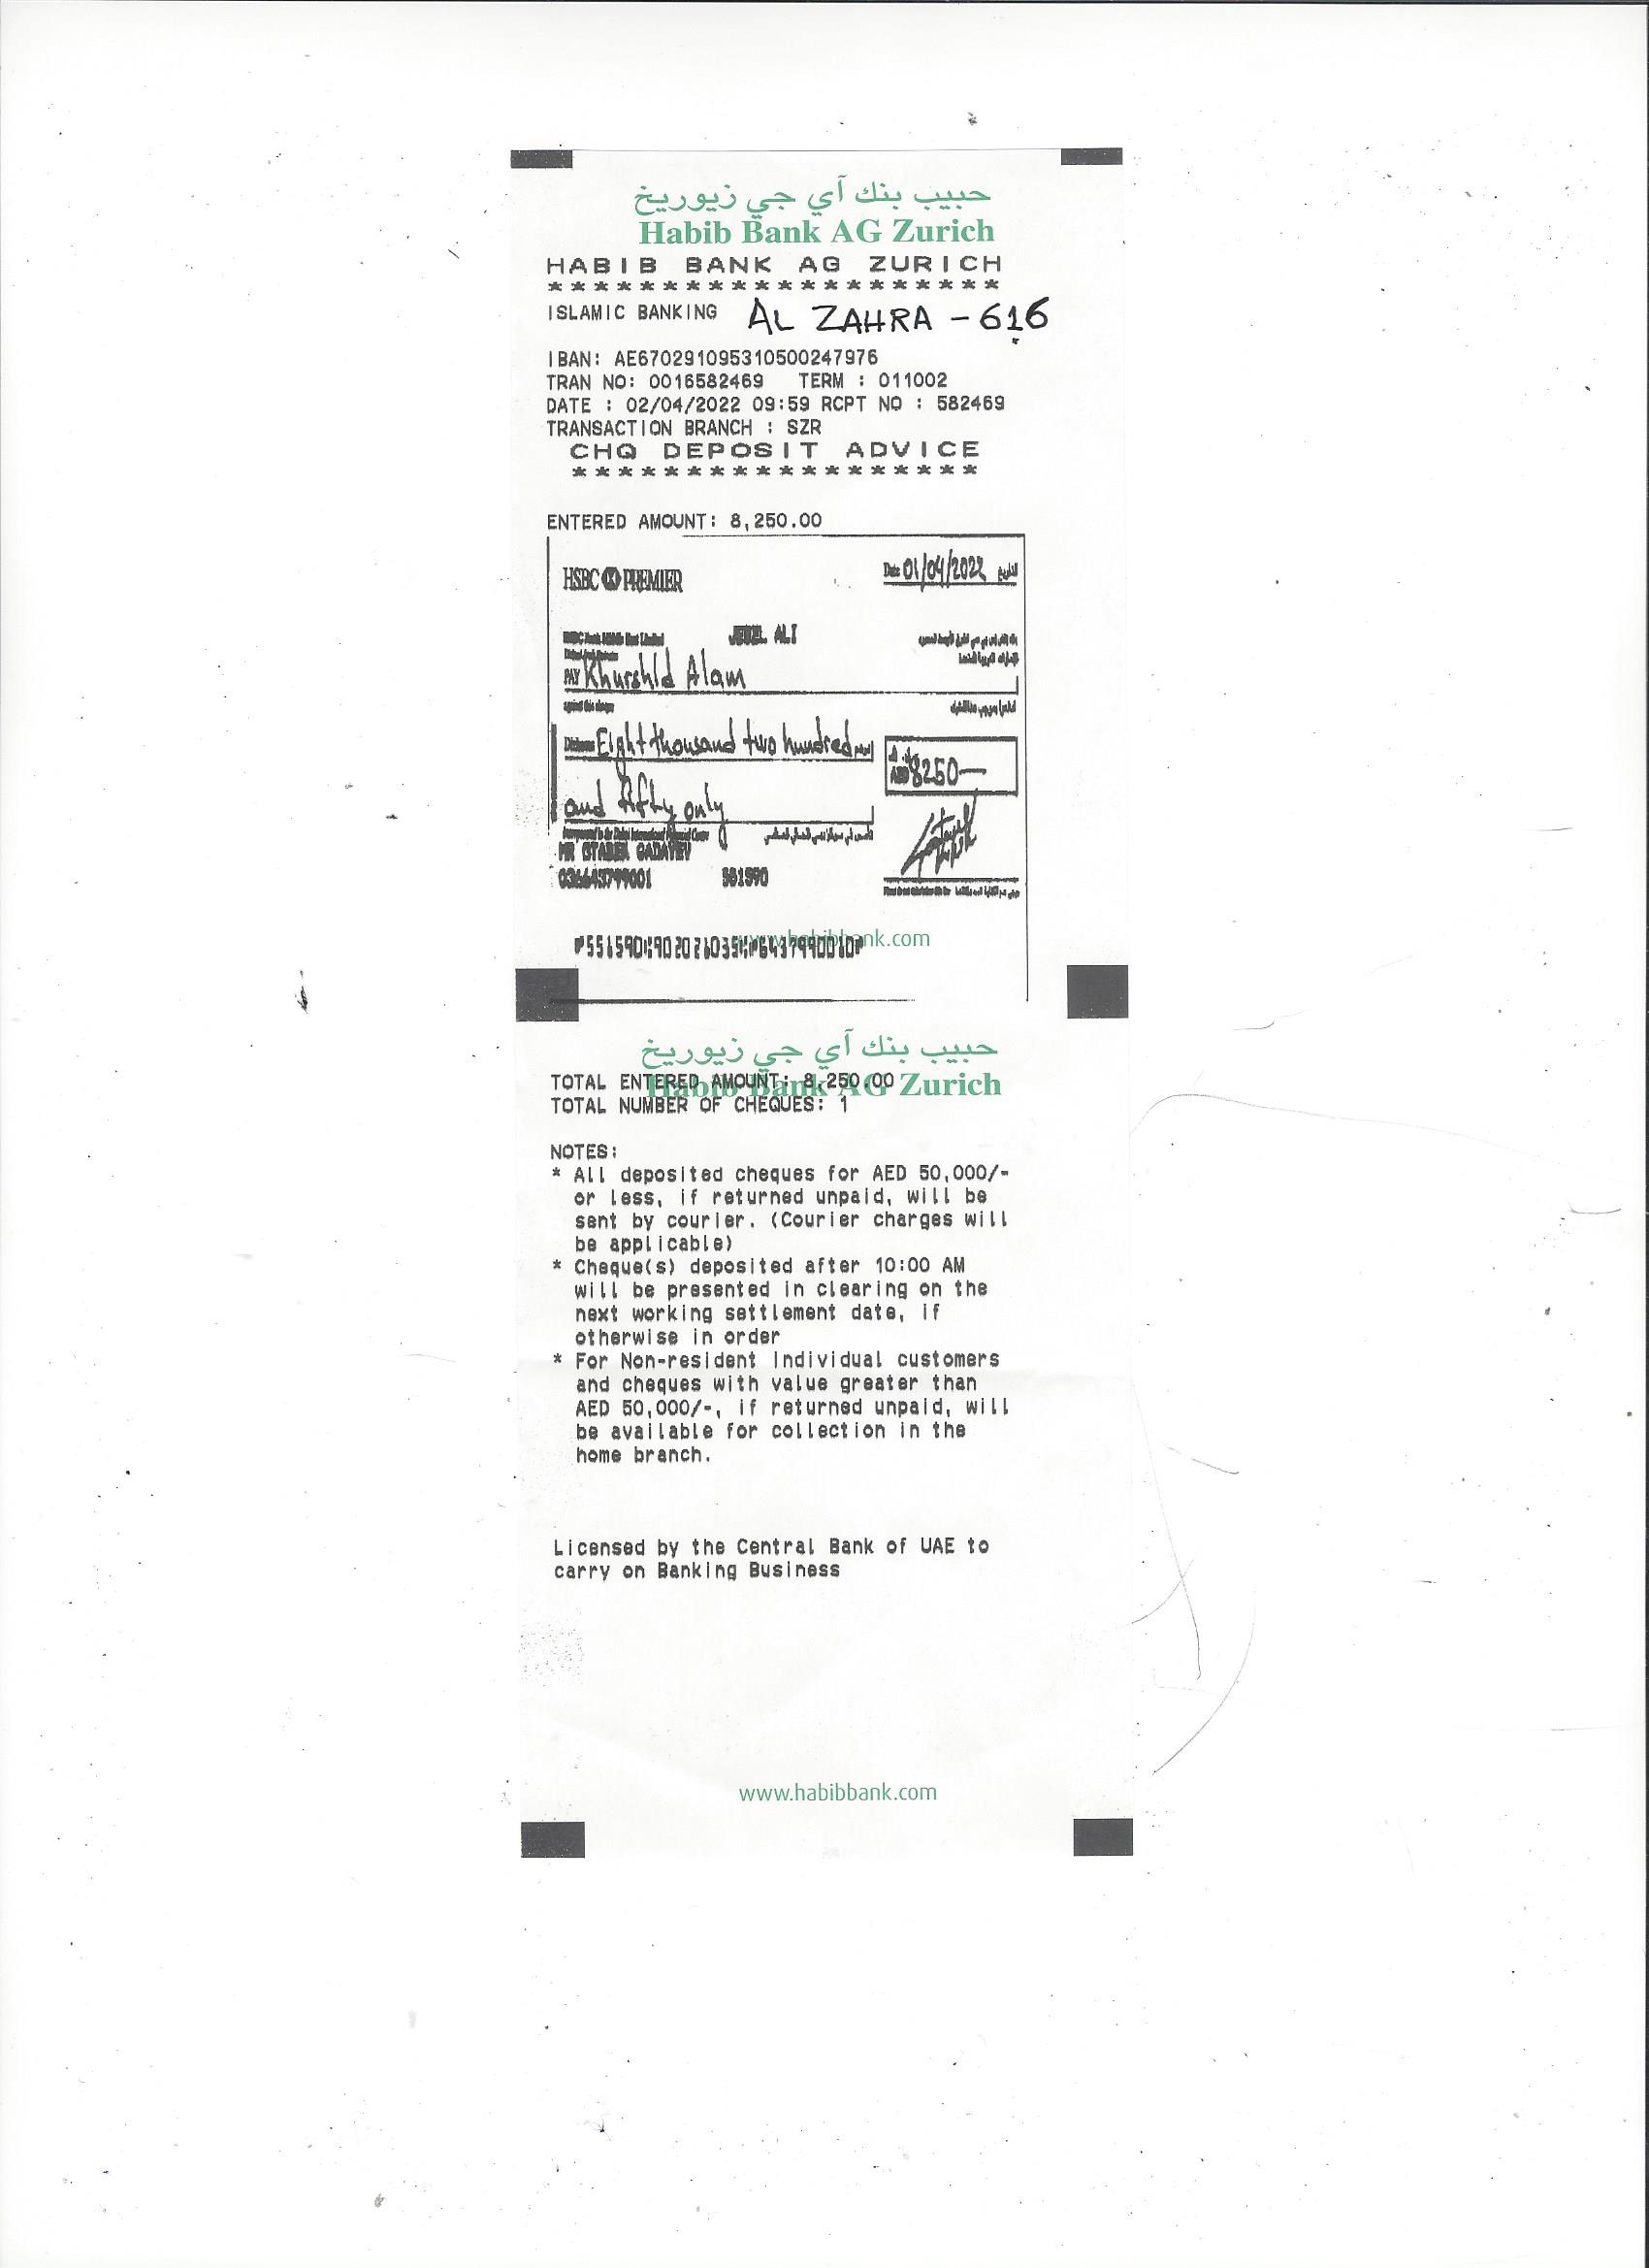 حبيب بنك آي جي زيوريخ
Habib Bank AG Zurich
HABIB BANK AG ZURICH
********************
ISLAMIC BANKING AL ZAHRA - 616
IBAN: AE670291095310500247976
TRAN NO: 0016582469 TERM : 011002
DATE : 02/04/2022 09:59 RCPT NO : 582469
TRANSACTION BRANCH : SZR
CHQ DEPOSIT ADVICE
******************
ENTERED AMOUNT: 8,250.00
HSBC PREMIER Date 01/04/2022 التاريخ
JEBEL ALI
PAY Khurshid Alam
against this cheque
Dirhams Eight thousand two hundred
AED 8250—
and fifty only
MR
036643799001
www.habibbank.com
حبيب بنك آي جي زيوريخ
Habib Bank AG Zurich
TOTAL ENTERED AMOUNT: 8,250.00
TOTAL NUMBER OF CHEQUES: 1
NOTES:
* All deposited cheques for AED 50,000/-
or less, if returned unpaid, will be
sent by courier. (Courier charges will
be applicable)
* Cheque(s) deposited after 10:00 AM
will be presented in clearing on the
next working settlement date, if
otherwise in order
* For Non-resident Individual customers
and cheques with value greater than
AED 50,000/-, if returned unpaid, will
be available for collection in the
home branch.
Licensed by the Central Bank of UAE to
carry on Banking Business
www.habibbank.com